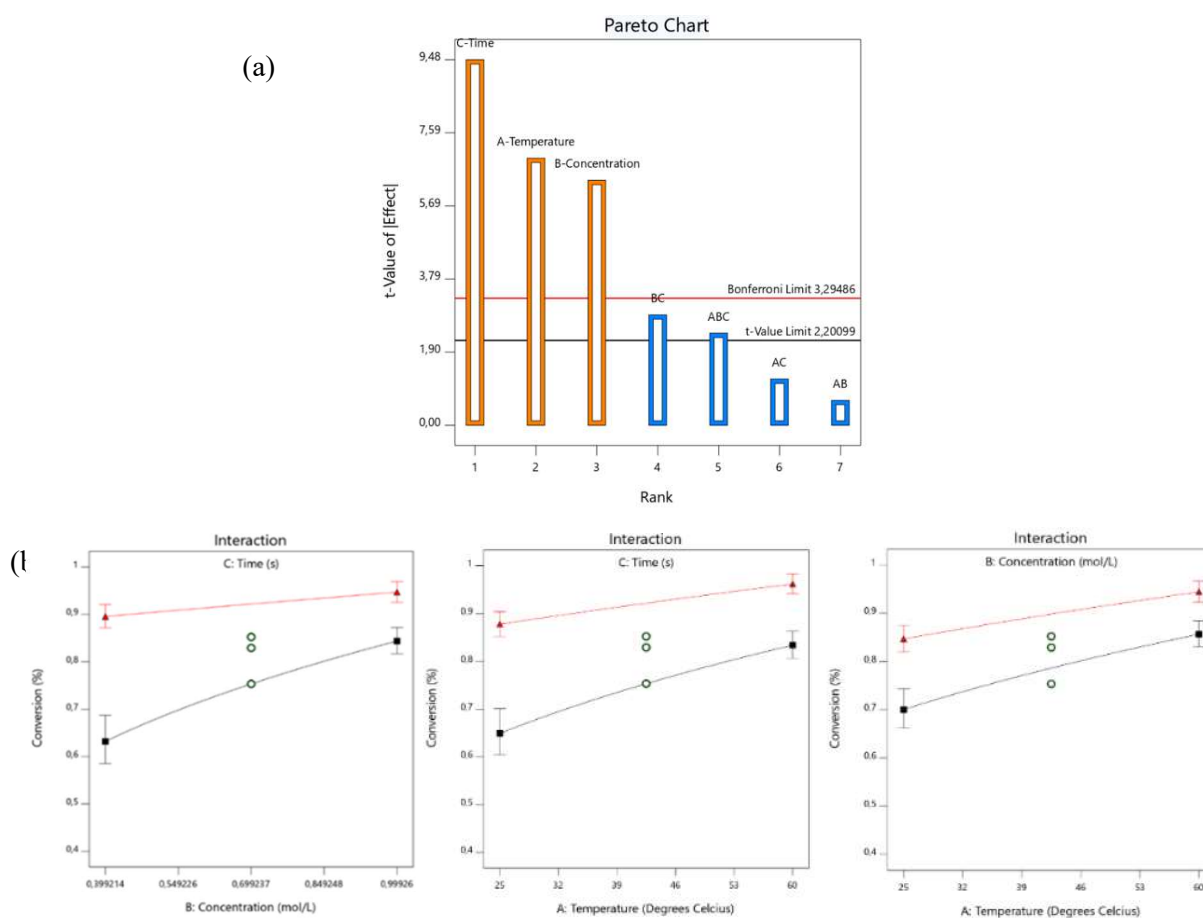 (a)
Pareto Chart
C-Time
9,48
7,59
A-Temperature
B-Concentration
5,69
t-Value of |Effect|
3,79
Bonferroni Limit 3,29486
BC
ABC
t-Value Limit 2,20099
1,90
AC
AB
0,00
1 2 3 4 5 6 7
Rank
(b
Interaction
C: Time (s)
1
0,9
0,8
0,7
0,6
0,5
0,4
Conversion (%)
0,399214 0,549226 0,699237 0,849248 0,99926
B: Concentration (mol/L)
Interaction
C: Time (s)
1
0,9
0,8
0,7
0,6
0,5
0,4
Conversion (%)
25 32 39 46 53 60
A: Temperature (Degrees Celcius)
Interaction
B: Concentration (mol/L)
1
0,9
0,8
0,7
0,6
0,5
0,4
Conversion (%)
25 32 39 46 53 60
A: Temperature (Degrees Celcius)